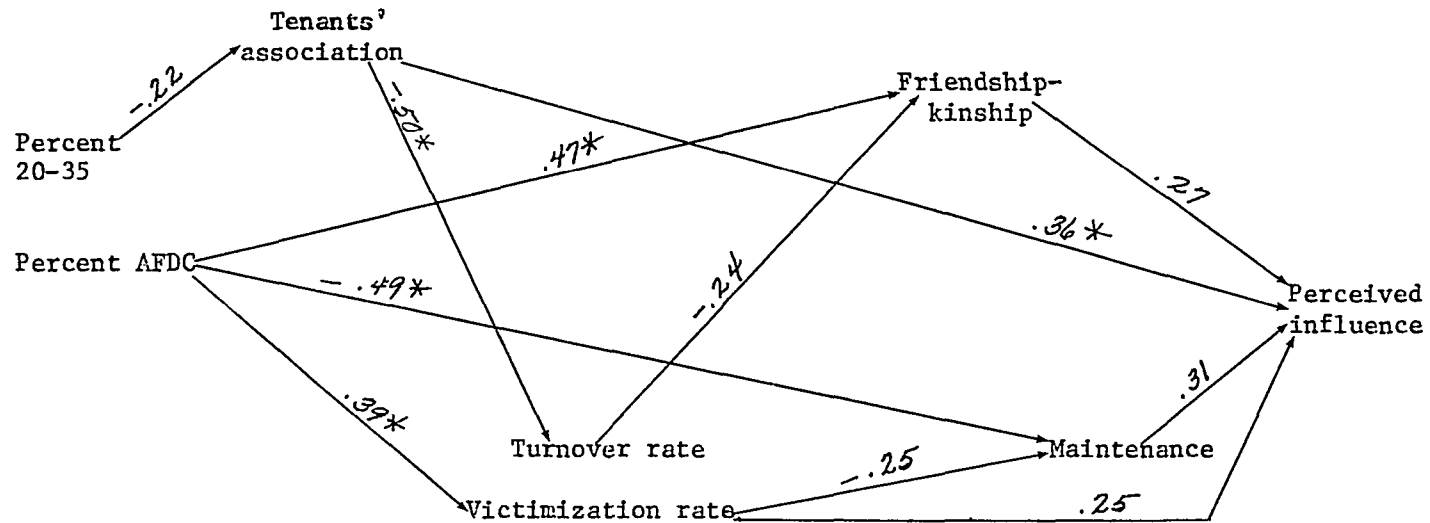 Tenants'
association
-.22
Percent
20-35
-.50*
Friendship-
kinship
.47*
.27
.36*
Percent AFDC
-.49*
-.24
Perceived
influence
.39*
.31
Turnover rate
Maintenance
-.25
Victimization rate
.25